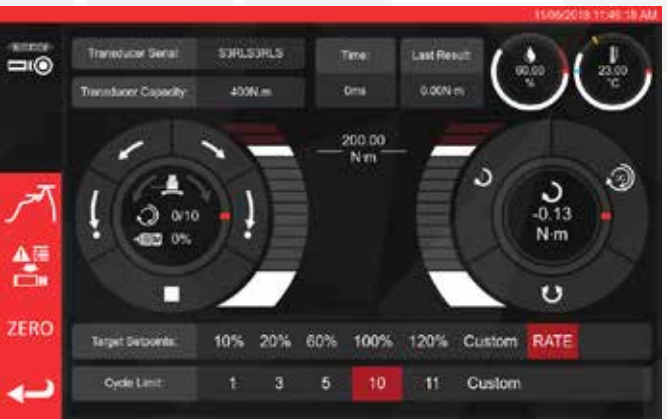 11/06/2019 11:46:18 AM
Transducer Serial: S3RLS3RLS Time: Last Result:
60.00 % 23.00 °C
Transducer Capacity: 400N.m 0ms 0.00N·m
200.00
N·m
0/10
0%
-0.13
N·m
ZERO
Target Setpoints: 10% 20% 60% 100% 120% Custom RATE
Cycle Limit: 1 3 5 10 11 Custom